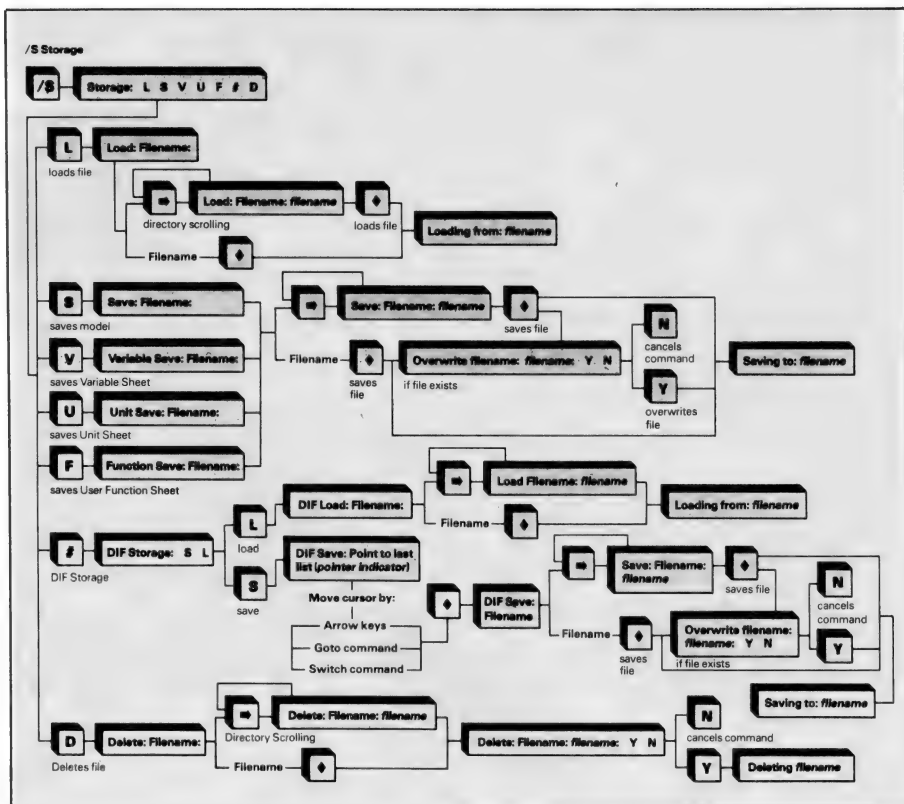 /S Storage
/S Storage: L S V U F # D
L Load: Filename:
loads file
➡ Load: Filename: filename ♦
directory scrolling loads file
Loading from: filename
Filename ♦
S Save: Filename:
saves model
➡ Save: Filename: filename ♦
saves file
N
cancels command
V Variable Save: Filename:
saves Variable Sheet
Filename ♦ Overwrite filename: filename: Y N
saves file
if file exists
Saving to: filename
Y
overwrites file
U Unit Save: Filename:
saves Unit Sheet
F Function Save: Filename:
saves User Function Sheet
# DIF Storage: S L
DIF Storage
L DIF Load: Filename:
load
➡ Load Filename: filename
Filename ♦
Loading from: filename
S DIF Save: Point to last list (pointer indicator)
save
Move cursor by:
Arrow keys
Goto command
Switch command
♦ DIF Save: Filename
➡ Save: Filename: filename ♦
saves file
N
cancels command
Filename ♦ Overwrite filename: filename: Y N
saves file
if file exists
Y
Saving to: filename
D Delete: Filename:
Deletes file
➡ Delete: Filename: filename
Directory Scrolling
Filename ♦
Delete: Filename: filename: Y N
N
cancels command
Y Deleting filename